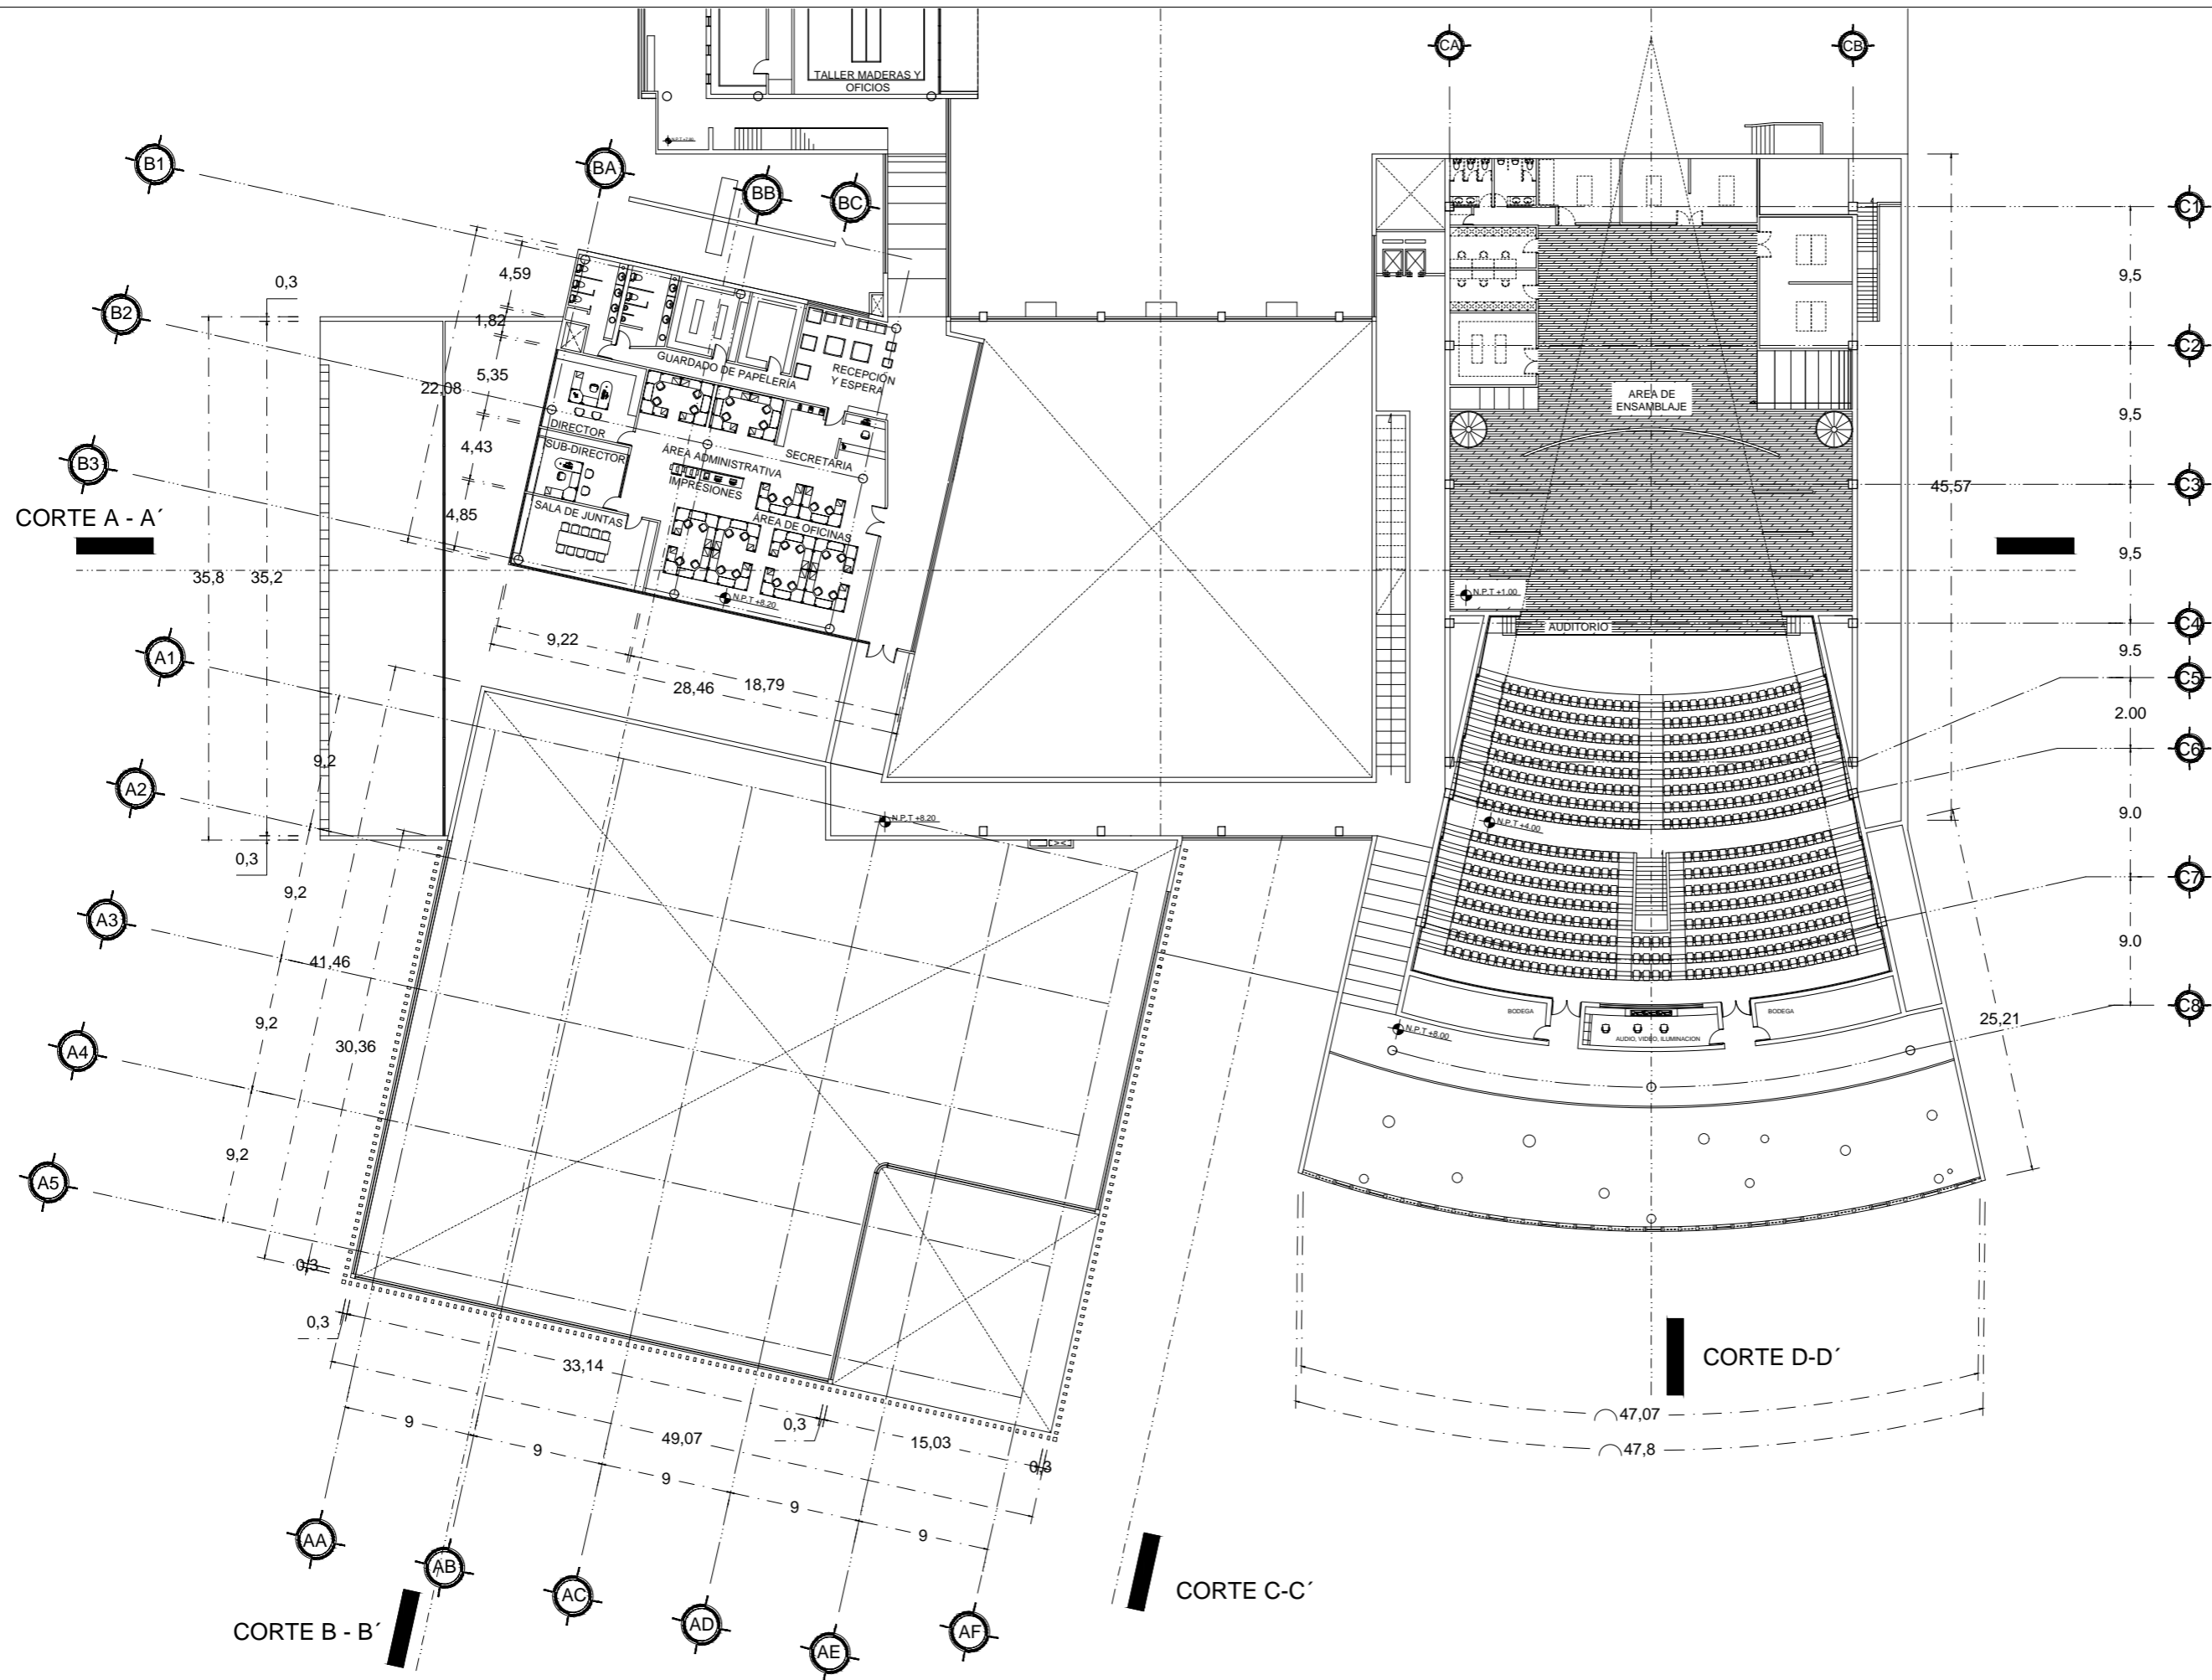 CA
CB
TALLER MADERAS Y
OFICIOS
N.P.T +7.80
B1
BA
BB
BC
C1
4,59
9,5
0,3
B2
1,82
GUARDADO DE PAPELERÍA
RECEPCIÓN
Y ESPERA
C2
5,35
22,08
AREA DE
ENSAMBLAJE
9,5
DIRECTOR
SUB-DIRECTOR
ÁREA ADMINISTRATIVA
SECRETARIA
4,43
B3
IMPRESIONES
45,57
C3
CORTE A - A´
4,85
SALA DE JUNTAS
ÁREA DE OFICINAS
9,5
35,8
35,2
N.P.T +8.20
N.P.T +1.00
AUDITORIO
C4
9,22
A1
9.5
28,46
18,79
C5
2.00
C6
9,2
A2
N.P.T +8.20
N.P.T +4.00
9.0
0,3
C7
9,2
A3
9.0
41,46
C8
BODEGA
BODEGA
25,21
9,2
N.P.T +8.00
AUDIO, VIDEO, ILUMINACION
30,36
A4
9,2
A5
0,3
0,3
33,14
CORTE D-D´
9
0,3
49,07
15,03
47,07
9
47,8
0,3
9
9
9
AA
AB
AC
CORTE C-C´
AD
AF
CORTE B - B´
AE